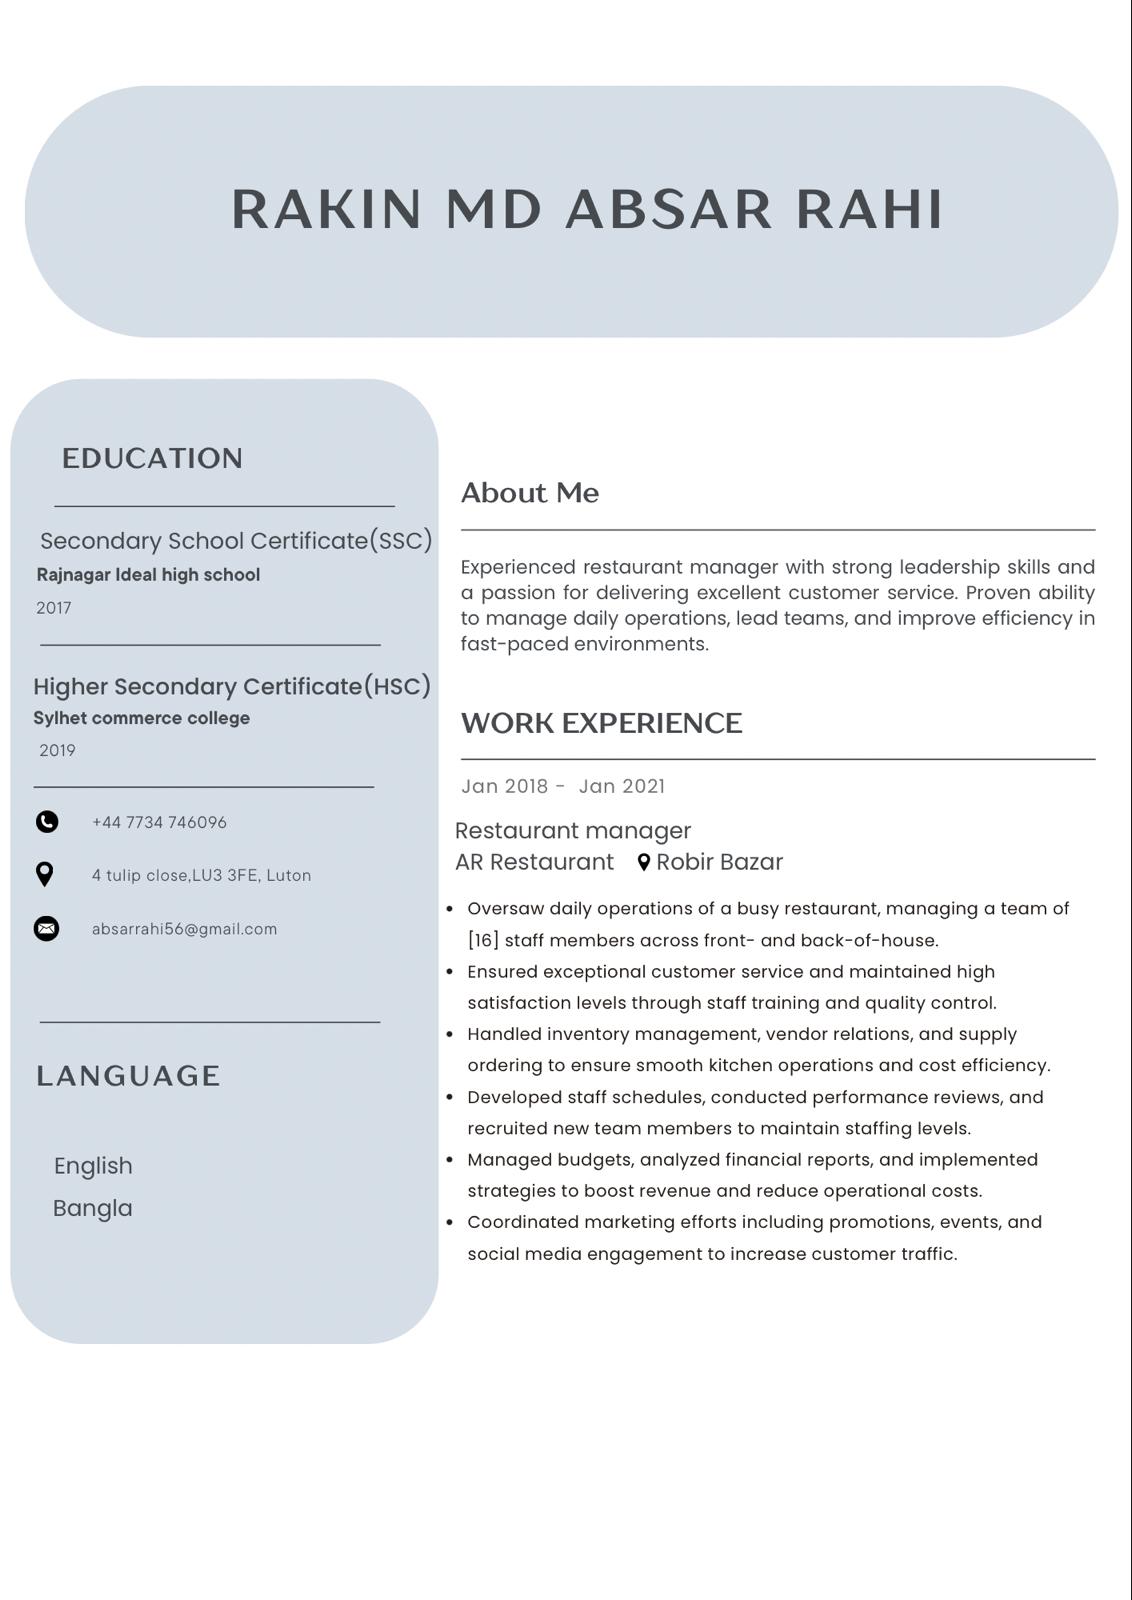 RAKIN MD ABSAR RAHI
EDUCATION
Secondary School Certificate(SSC)
Rajnagar Ideal high school
2017
Higher Secondary Certificate(HSC)
Sylhet commerce college
2019
+44 7734 746096
4 tulip close,LU3 3FE, Luton
absarrahi56@gmail.com
LANGUAGE
English
Bangla
About Me
Experienced restaurant manager with strong leadership skills and
a passion for delivering excellent customer service. Proven ability
to manage daily operations, lead teams, and improve efficiency in
fast-paced environments.
WORK EXPERIENCE
Jan 2018 - Jan 2021
Restaurant manager
AR Restaurant Robir Bazar
• Oversaw daily operations of a busy restaurant, managing a team of
[16] staff members across front- and back-of-house.
• Ensured exceptional customer service and maintained high
satisfaction levels through staff training and quality control.
• Handled inventory management, vendor relations, and supply
ordering to ensure smooth kitchen operations and cost efficiency.
• Developed staff schedules, conducted performance reviews, and
recruited new team members to maintain staffing levels.
• Managed budgets, analyzed financial reports, and implemented
strategies to boost revenue and reduce operational costs.
• Coordinated marketing efforts including promotions, events, and
social media engagement to increase customer traffic.